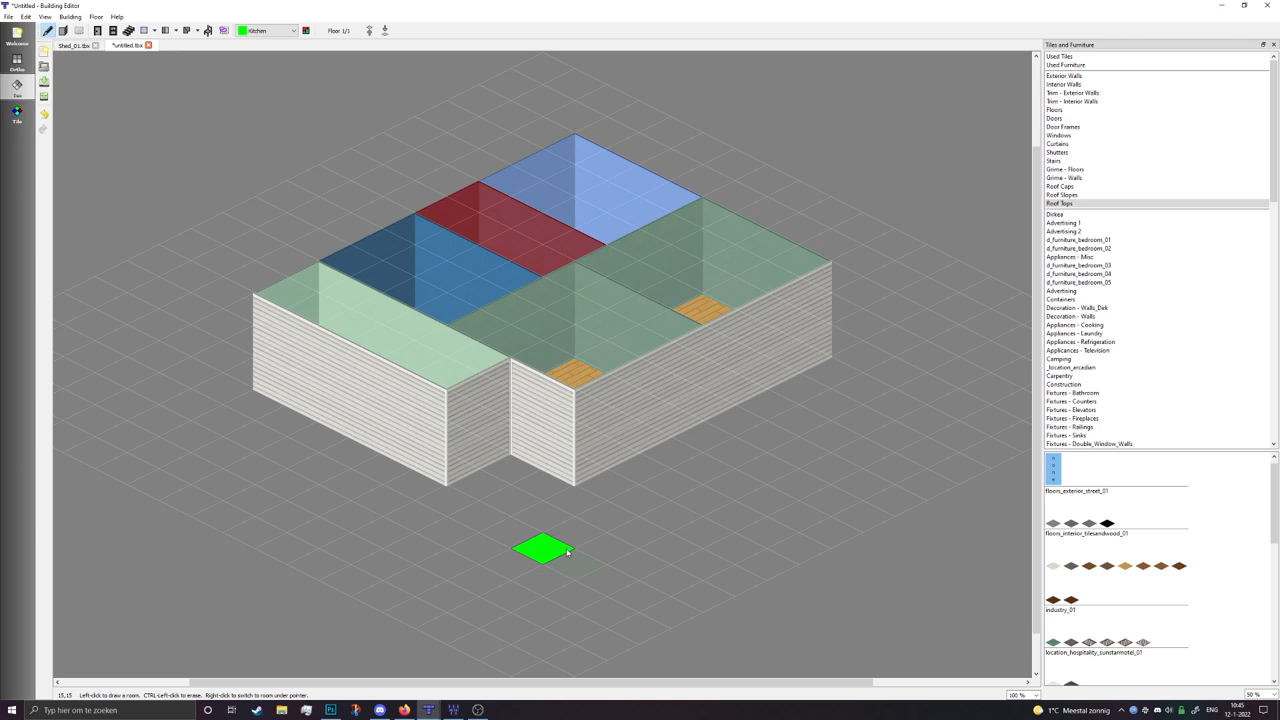 *Untitled - Building Editor
File Edit View Building Floor Help
Kitchen Floor 1/1
Welcome
Ortho
Iso
Tile
Shed_01.tbx *untitled.tbx
Tiles and Furniture
Used Tiles
Used Furniture
Exterior Walls
Interior Walls
Trim - Exterior Walls
Trim - Interior Walls
Floors
Doors
Door Frames
Windows
Curtains
Shutters
Stairs
Grime - Floors
Grime - Walls
Roof Caps
Roof Slopes
Roof Tops
Dirkea
Advertising 1
Advertising 2
d_furniture_bedroom_01
d_furniture_bedroom_02
Appliances - Misc
d_furniture_bedroom_03
d_furniture_bedroom_04
d_furniture_bedroom_05
Advertising
Containers
Decoration - Walls_Dirk
Decoration - Walls
Appliances - Cooking
Appliances - Laundry
Appliances - Refrigeration
Applicances - Television
Camping
_location_arcadian
Carpentry
Construction
Fixtures - Bathroom
Fixtures - Counters
Fixtures - Elevators
Fixtures - Fireplaces
Fixtures - Railings
Fixtures - Sinks
Fixtures - Double_Window_Walls
floors_exterior_street_01
floors_interior_tilesandwood_01
industry_01
location_hospitality_sunstarmotel_01
15,15 Left-click to draw a room. CTRL-Left-click to erase. Right-click to switch to room under pointer.
100 %
50 %
Typ hier om te zoeken
1°C Meestal zonnig
ENG
10:45
12-1-2022